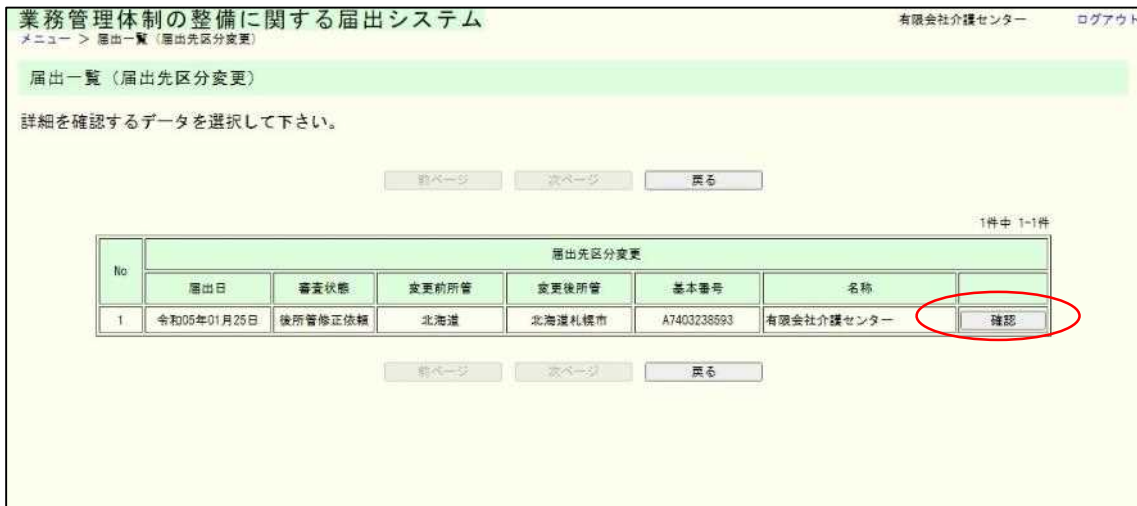 業務管理体制の整備に関する届出システム
有限会社介護センター ログアウト
メニュー > 届出一覧（届出先区分変更）
届出一覧（届出先区分変更）
詳細を確認するデータを選択して下さい。
前ページ 次ページ 戻る
1件中 1~1件
No 届出先区分変更
届出日 審査状態 変更前所管 変更後所管 基本番号 名称
1 令和05年01月25日 後所管修正依頼 北海道 北海道札幌市 A7403238593 有限会社介護センター 確認
前ページ 次ページ 戻る